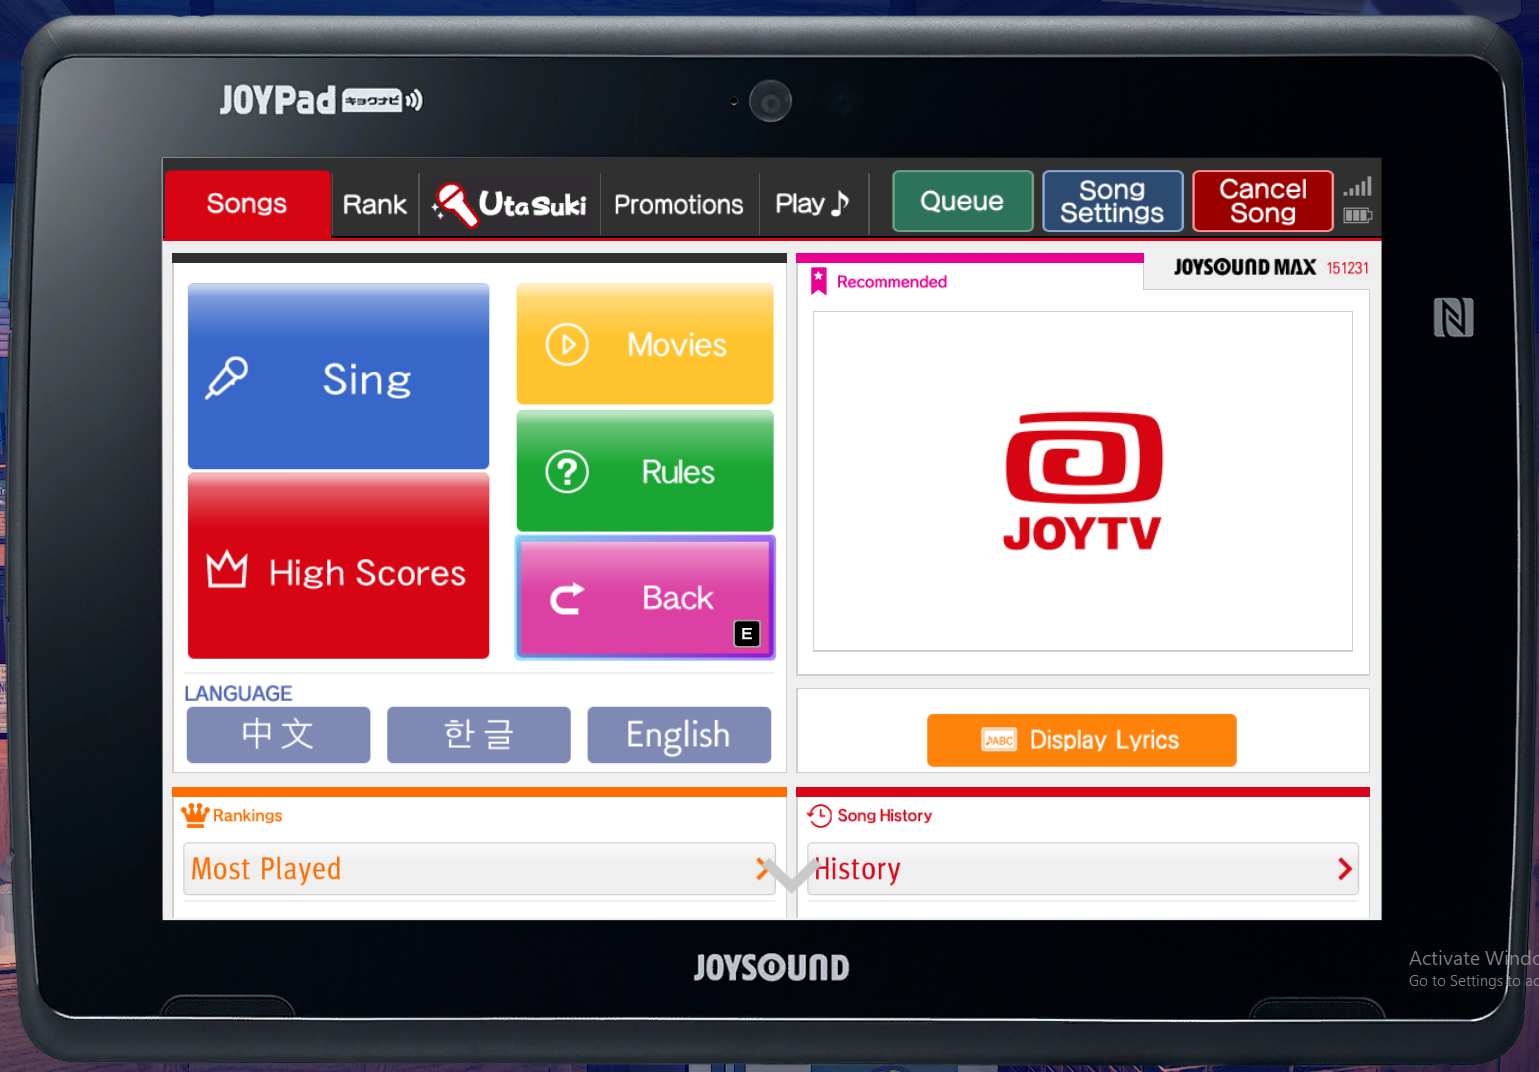 JOYPad キョクナビ
Songs
Rank
UtaSuki
Promotions
Play♪
Queue
Song
Settings
Cancel
Song
Sing
High Scores
Movies
Rules
Back
E
LANGUAGE
中文
한글
English
Recommended
JOYSOUND MAX 151231
JOYTV
♪ABC Display Lyrics
Rankings
Most Played
Song History
History
JOYSOUND
Activate Windo
Go to Settings to ac